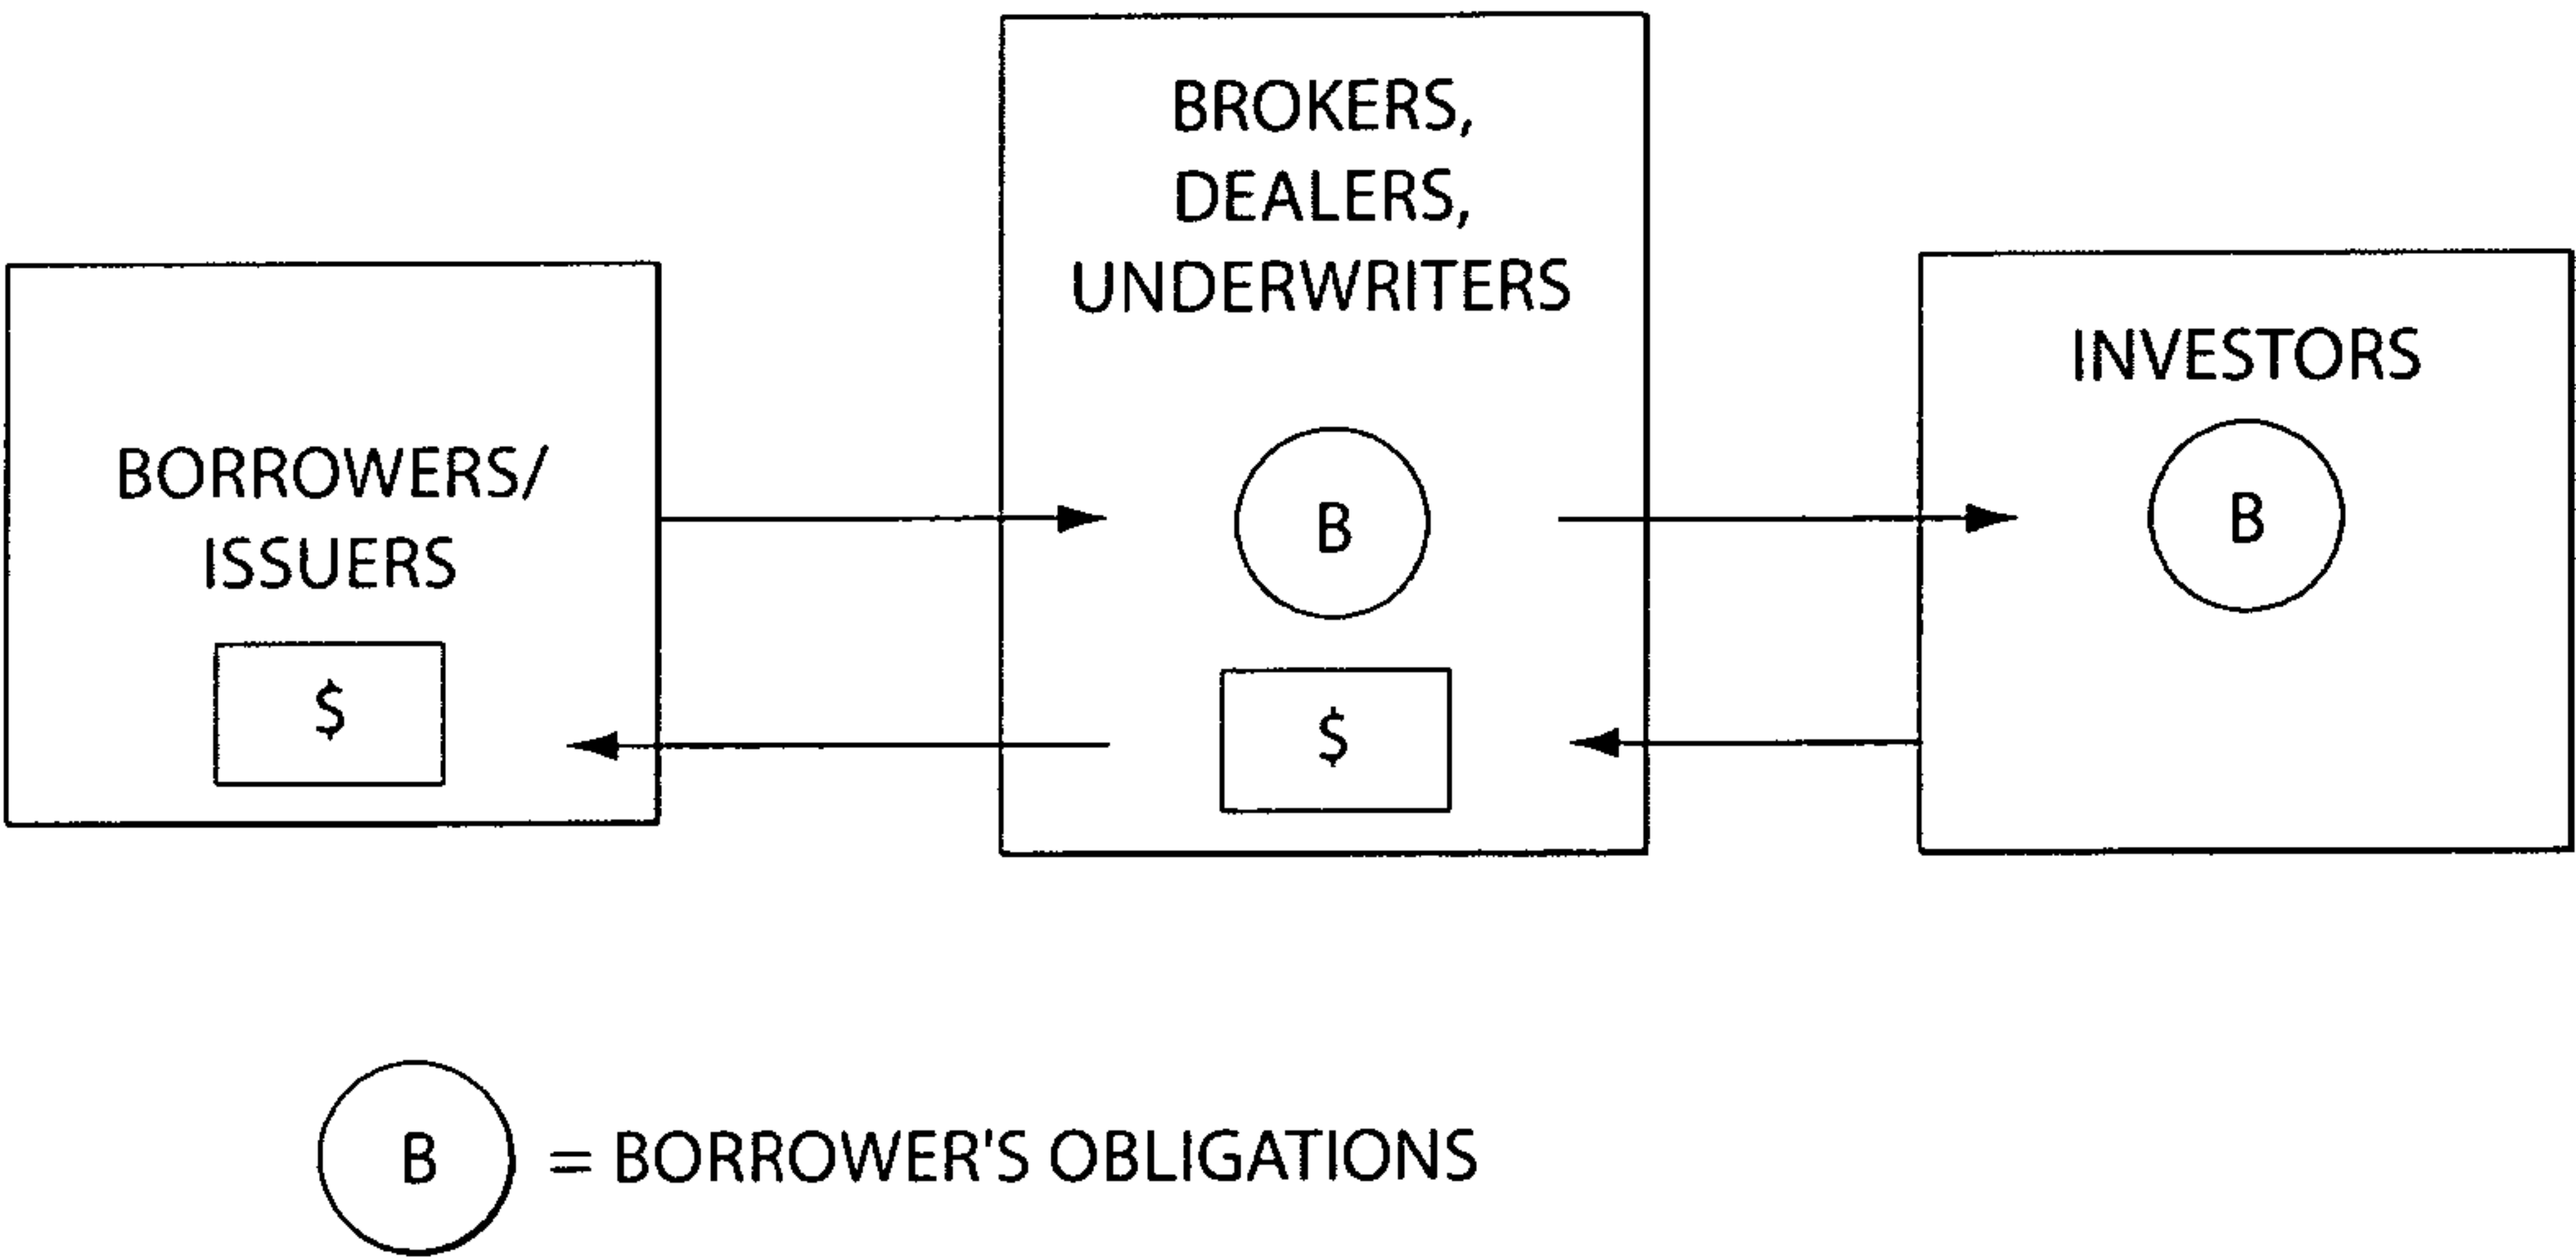 BORROWERS/
ISSUERS
$
BROKERS,
DEALERS,
UNDERWRITERS
B
$
INVESTORS
B
B = BORROWER'S OBLIGATIONS